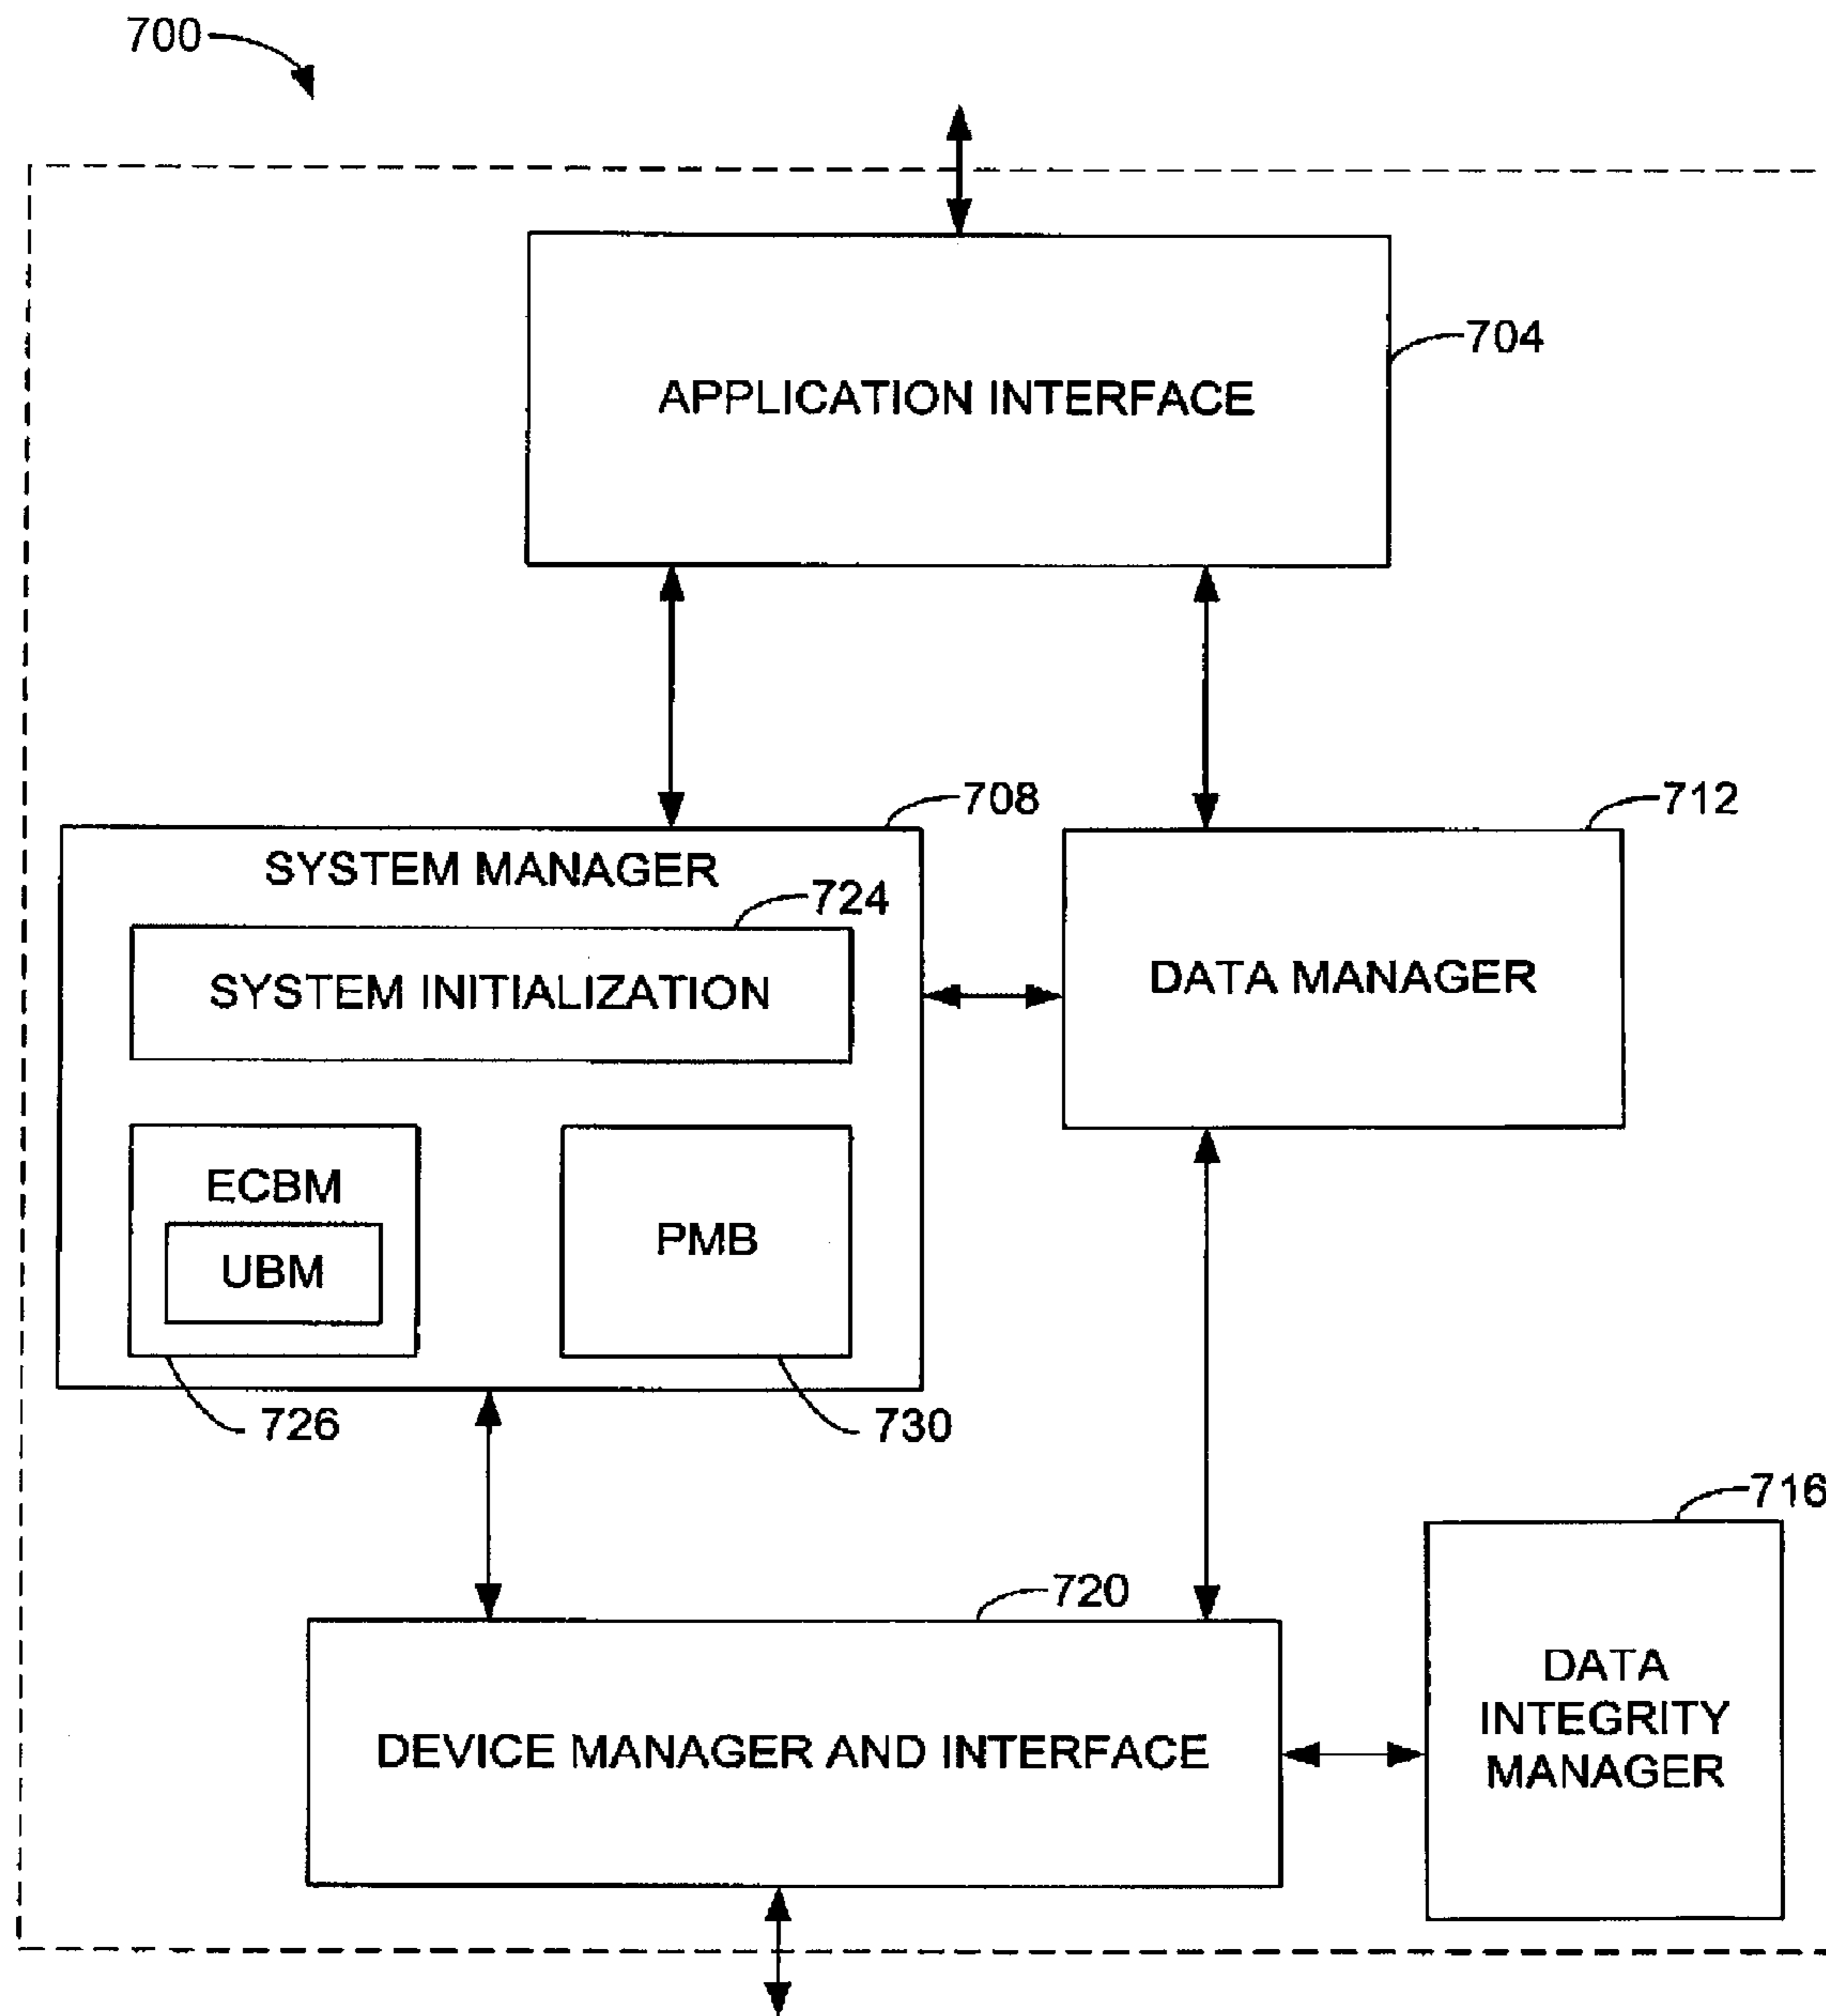 700
APPLICATION INTERFACE
704
708
SYSTEM MANAGER
724
SYSTEM INITIALIZATION
712
DATA MANAGER
ECBM
UBM
PMB
726
730
716
720
DEVICE MANAGER AND INTERFACE
DATA
INTEGRITY
MANAGER